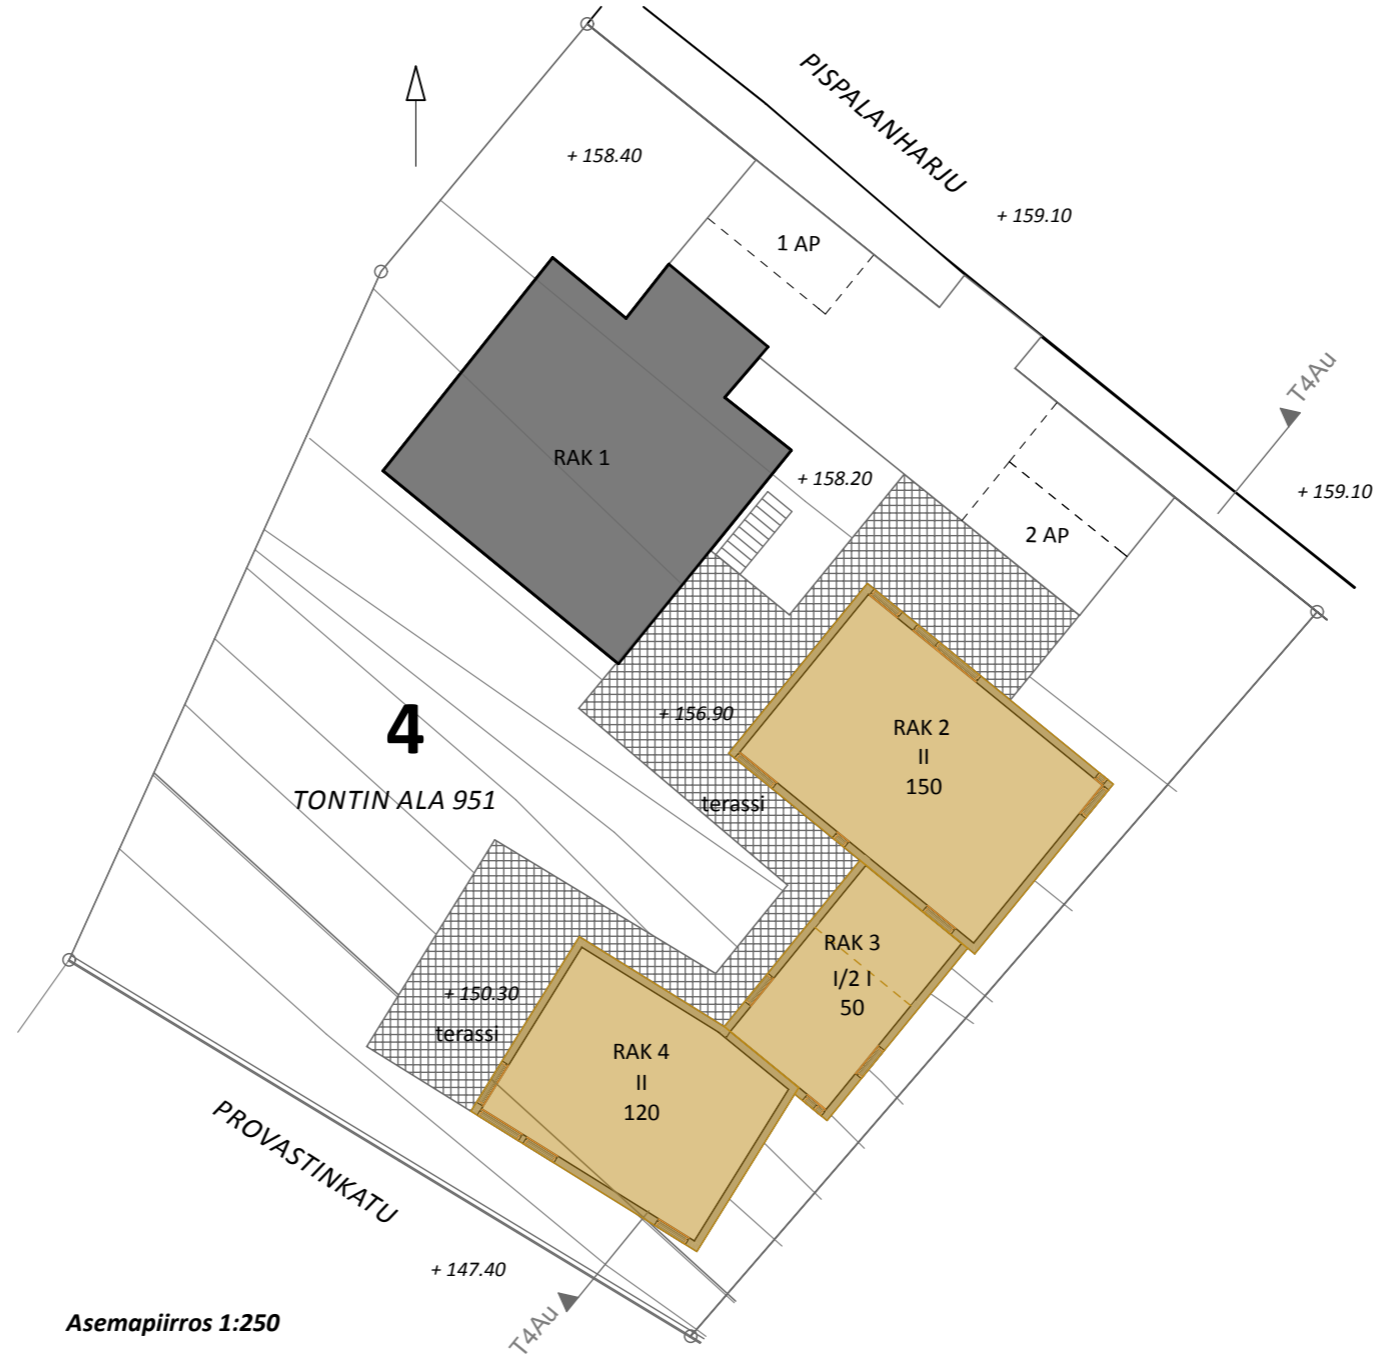 PISPALANHARJU
+ 158.40
+ 159.10
1 AP
T4Au
RAK 1
+ 158.20
+ 159.10
2 AP
+ 156.90
4
RAK 2
II
150
TONTIN ALA 951
terassi
RAK 3
I/2 I
50
+ 150.30
terassi
RAK 4
II
120
PROVASTINKATU
+ 147.40
T4Au
Asemapiirros 1:250